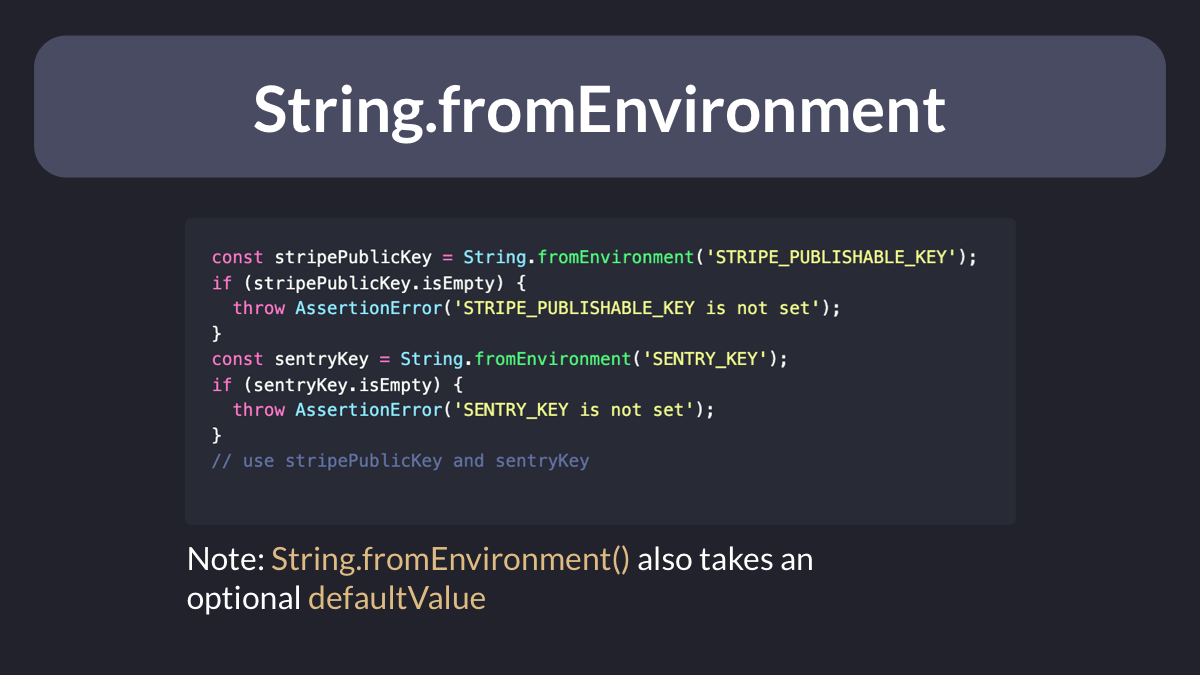 String.fromEnvironment
const stripePublicKey = String.fromEnvironment('STRIPE_PUBLISHABLE_KEY');
if (stripePublicKey.isEmpty) {
  throw AssertionError('STRIPE_PUBLISHABLE_KEY is not set');
}
const sentryKey = String.fromEnvironment('SENTRY_KEY');
if (sentryKey.isEmpty) {
  throw AssertionError('SENTRY_KEY is not set');
}
// use stripePublicKey and sentryKey
Note: String.fromEnvironment() also takes an
optional defaultValue